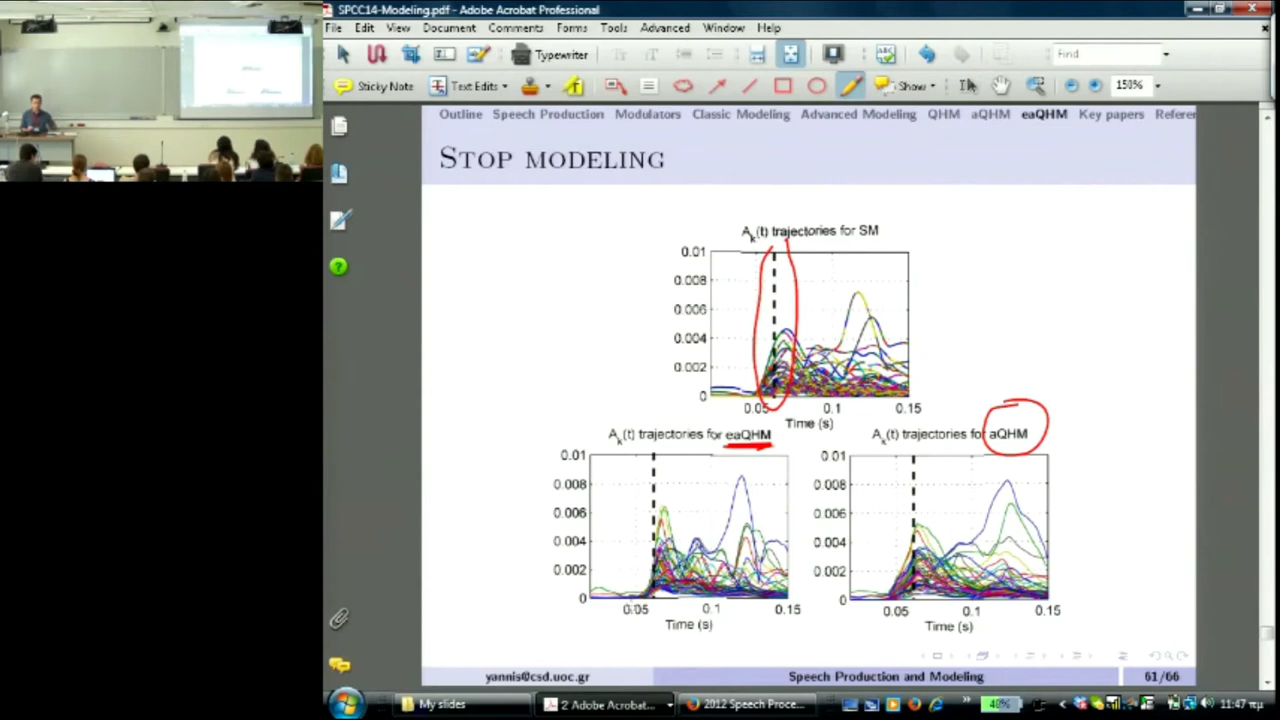 SPCC14-Modeling.pdf - Adobe Acrobat Professional
File Edit View Document Comments Forms Tools Advanced Window Help
Typewriter Find
Sticky Note Text Edits Show 150%
Outline Speech Production Modulators Classic Modeling Advanced Modeling QHM aQHM eaQHM Key papers Referen
STOP MODELING
Ak(t) trajectories for SM
0.01
0.008
0.006
0.004
0.002
0
0.05 0.1 0.15
Time (s)
Ak(t) trajectories for eaQHM
0.01
0.008
0.006
0.004
0.002
0
0.05 0.1 0.15
Time (s)
Ak(t) trajectories for aQHM
0.01
0.008
0.006
0.004
0.002
0
0.05 0.1 0.15
Time (s)
yannis@csd.uoc.gr Speech Production and Modeling 61/66
My slides 2 Adobe Acrobat... 2012 Speech Proce... 48% 11:47 πμ